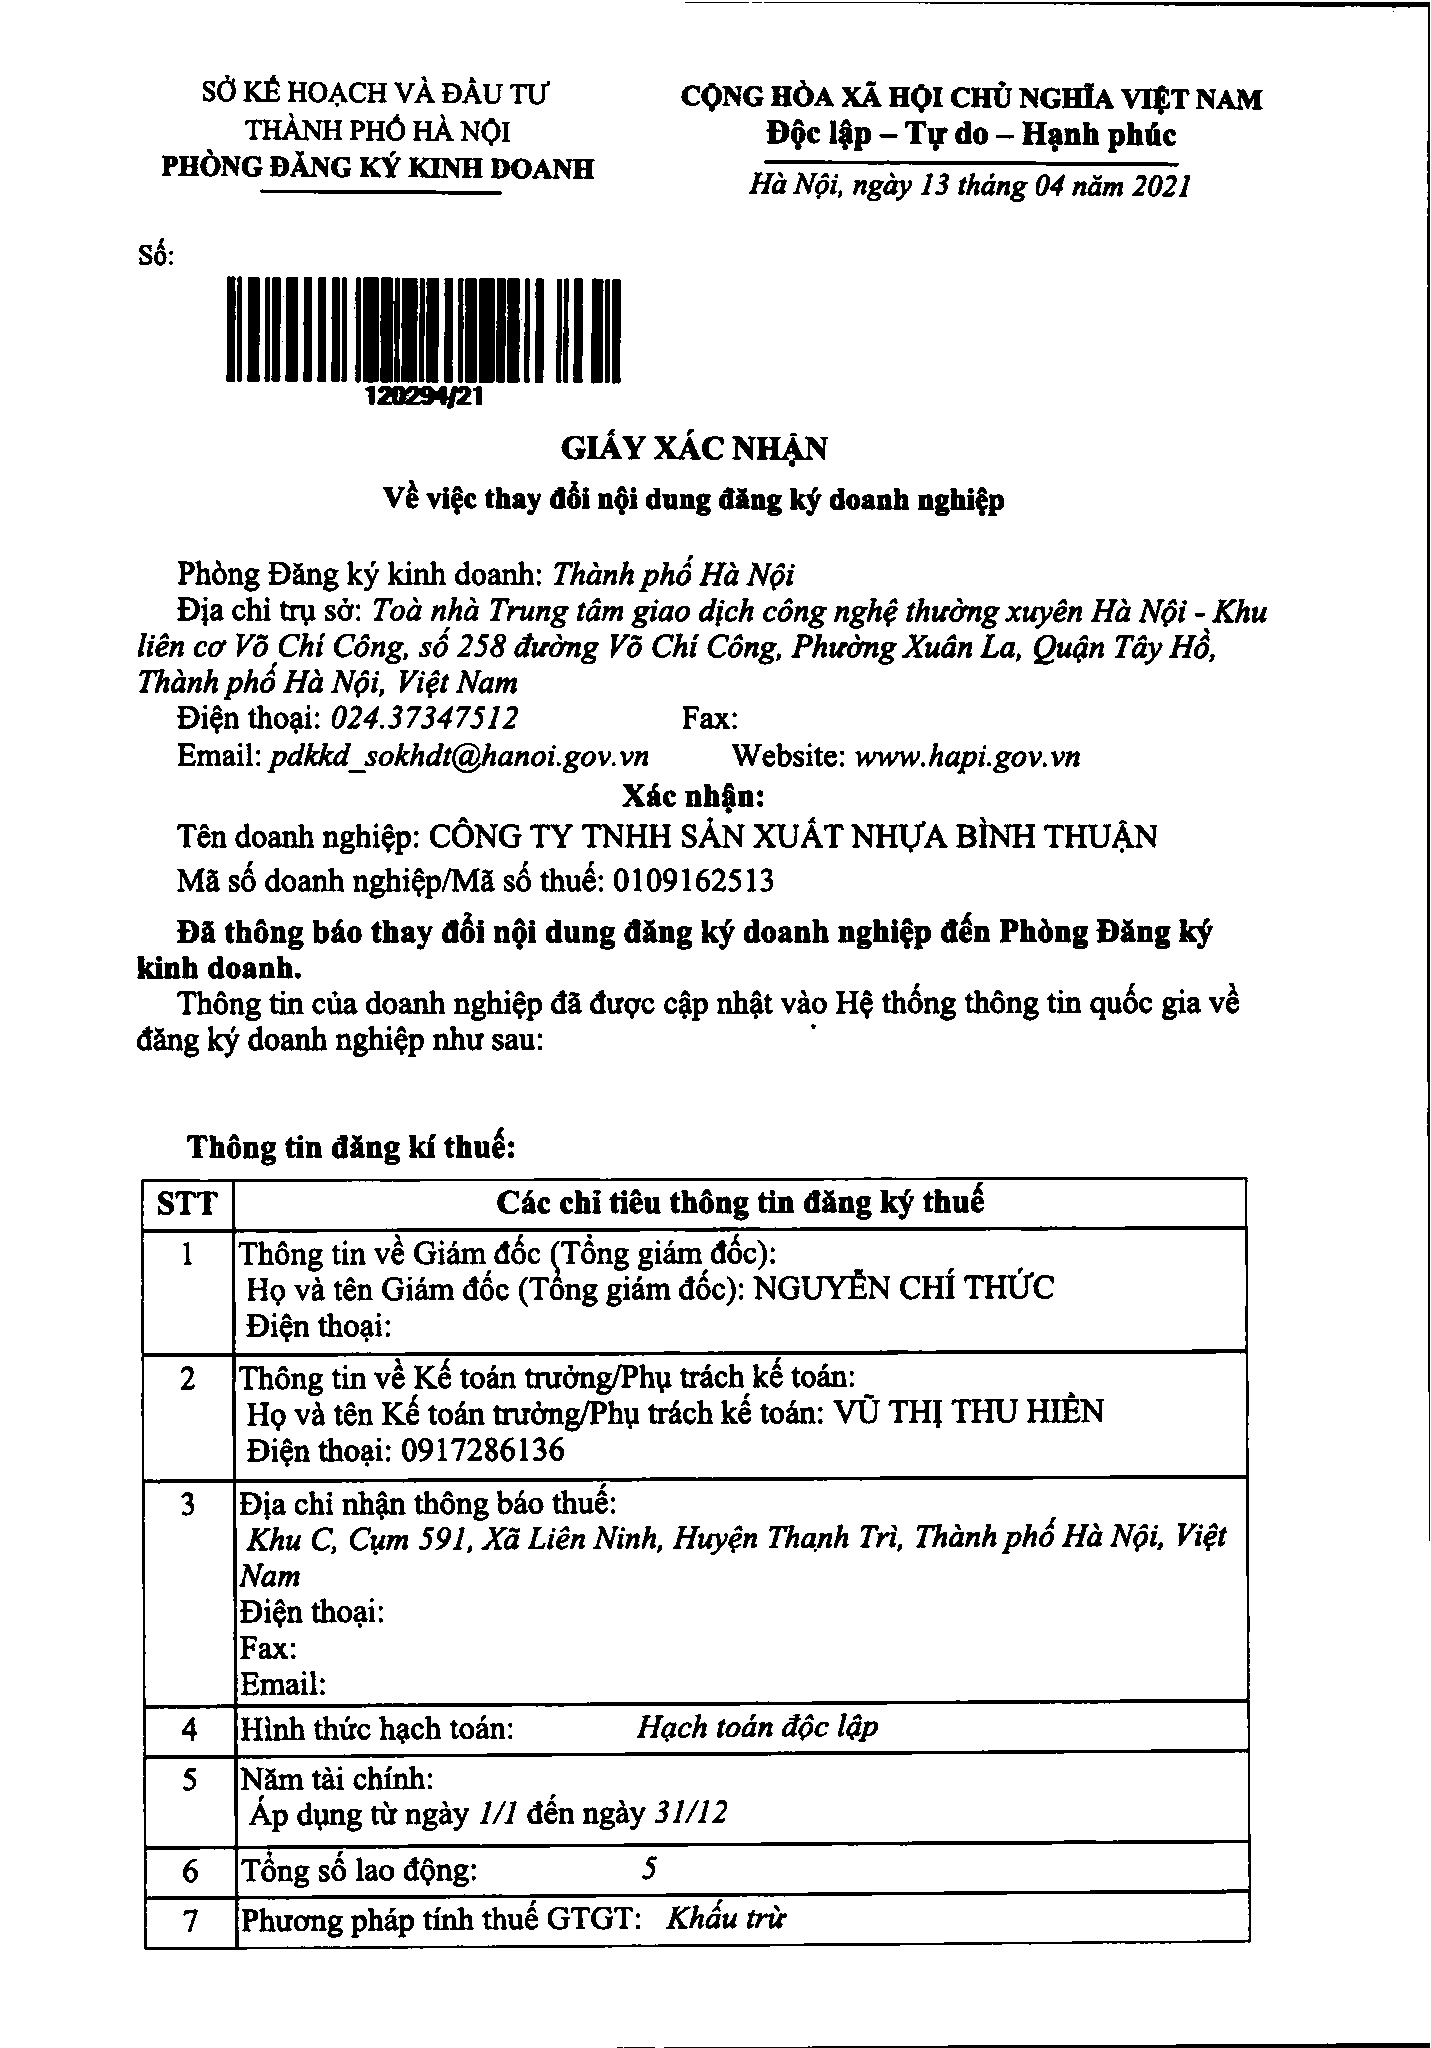 SỞ KẾ HOẠCH VÀ ĐẦU TƯ
THÀNH PHỐ HÀ NỘI
PHÒNG ĐĂNG KÝ KINH DOANH
CỘNG HÒA XÃ HỘI CHỦ NGHĨA VIỆT NAM
Độc lập – Tự do – Hạnh phúc
Hà Nội, ngày 13 tháng 04 năm 2021
Số:
120294/21
GIẤY XÁC NHẬN
Về việc thay đổi nội dung đăng ký doanh nghiệp
Phòng Đăng ký kinh doanh: Thành phố Hà Nội
Địa chỉ trụ sở: Toà nhà Trung tâm giao dịch công nghệ thường xuyên Hà Nội - Khu
liên cơ Võ Chí Công, số 258 đường Võ Chí Công, Phường Xuân La, Quận Tây Hồ,
Thành phố Hà Nội, Việt Nam
Điện thoại: 024.37347512 Fax:
Email: pdkkd_sokhdt@hanoi.gov.vn Website: www.hapi.gov.vn
Xác nhận:
Tên doanh nghiệp: CÔNG TY TNHH SẢN XUẤT NHỰA BÌNH THUẬN
Mã số doanh nghiệp/Mã số thuế: 0109162513
Đã thông báo thay đổi nội dung đăng ký doanh nghiệp đến Phòng Đăng ký
kinh doanh.
Thông tin của doanh nghiệp đã được cập nhật vào Hệ thống thông tin quốc gia về
đăng ký doanh nghiệp như sau:
Thông tin đăng kí thuế:
STT Các chỉ tiêu thông tin đăng ký thuế
1 Thông tin về Giám đốc (Tổng giám đốc):
Họ và tên Giám đốc (Tổng giám đốc): NGUYỄN CHÍ THỨC
Điện thoại:
2 Thông tin về Kế toán trưởng/Phụ trách kế toán:
Họ và tên Kế toán trưởng/Phụ trách kế toán: VŨ THỊ THU HIỀN
Điện thoại: 0917286136
3 Địa chỉ nhận thông báo thuế:
Khu C, Cụm 591, Xã Liên Ninh, Huyện Thanh Trì, Thành phố Hà Nội, Việt
Nam
Điện thoại:
Fax:
Email:
4 Hình thức hạch toán: Hạch toán độc lập
5 Năm tài chính:
Áp dụng từ ngày 1/1 đến ngày 31/12
6 Tổng số lao động: 5
7 Phương pháp tính thuế GTGT: Khấu trừ